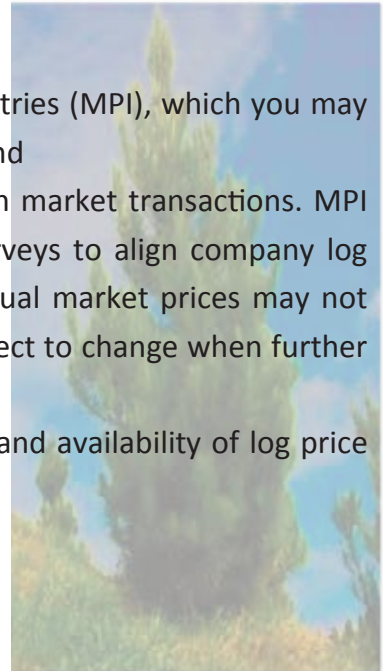 tries (MPI), which you may
nd
n market transactions. MPI
rveys to align company log
ual market prices may not
ect to change when further
and availability of log price